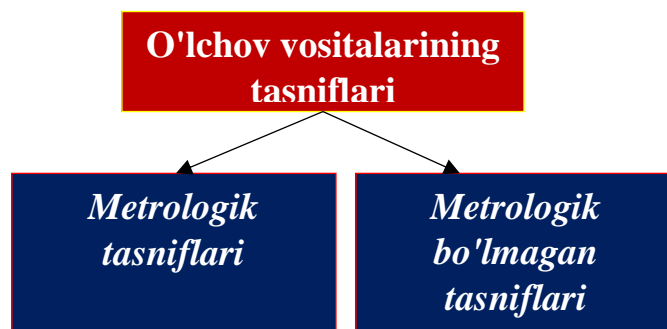 O'lchov vositalarining
tasniflari
Metrologik
tasniflari
Metrologik
bo'lmagan
tasniflari